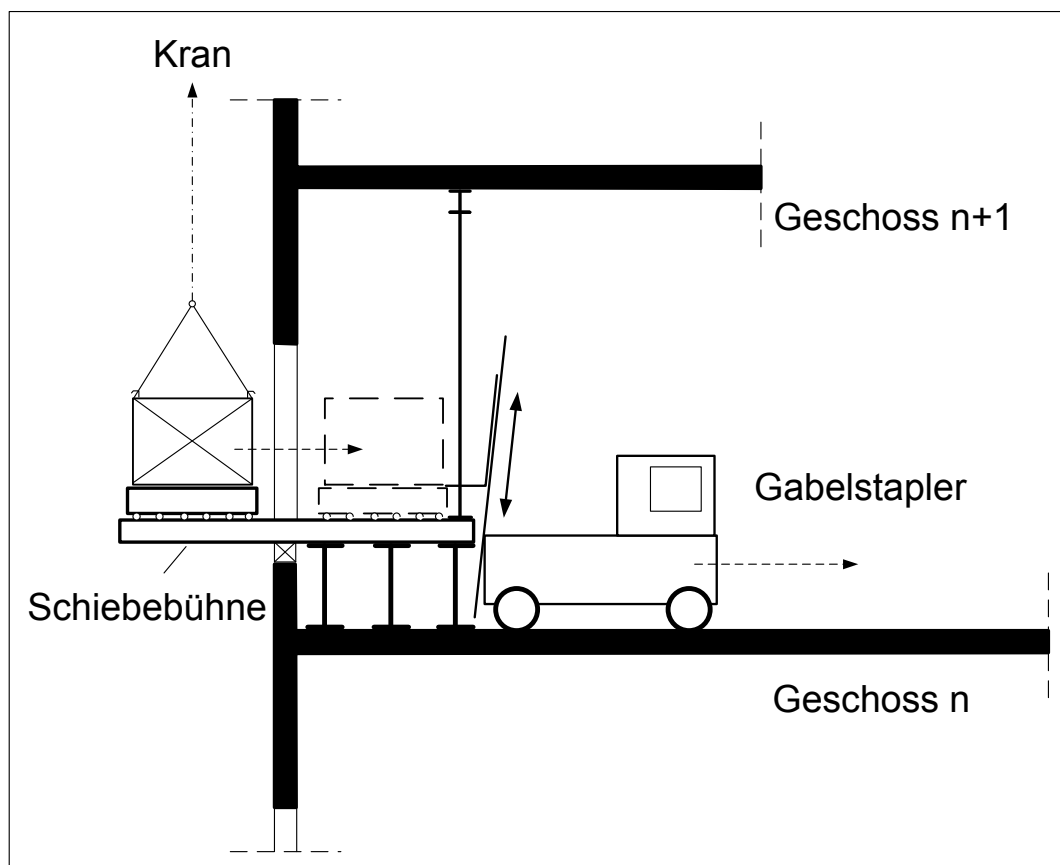 Kran
Geschoss n+1
Gabelstapler
Schiebebühne
Geschoss n